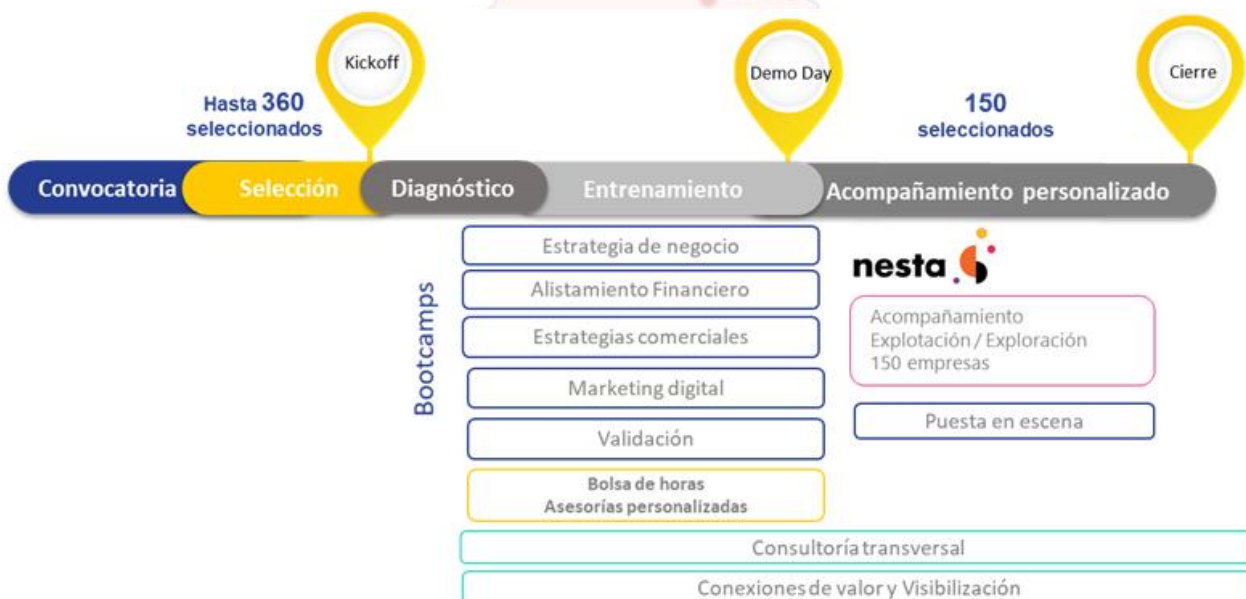 Kickoff
Demo Day
Cierre
Hasta 360
seleccionados
150
seleccionados
Convocatoria
Selección
Diagnóstico
Entrenamiento
Acompañamiento personalizado
Bootcamps
Estrategia de negocio
Alistamiento Financiero
Estrategias comerciales
Marketing digital
Validación
Bolsa de horas
Asesorías personalizadas
nesta
Acompañamiento
Explotación / Exploración
150 empresas
Puesta en escena
Consultoría transversal
Conexiones de valor y Visibilización